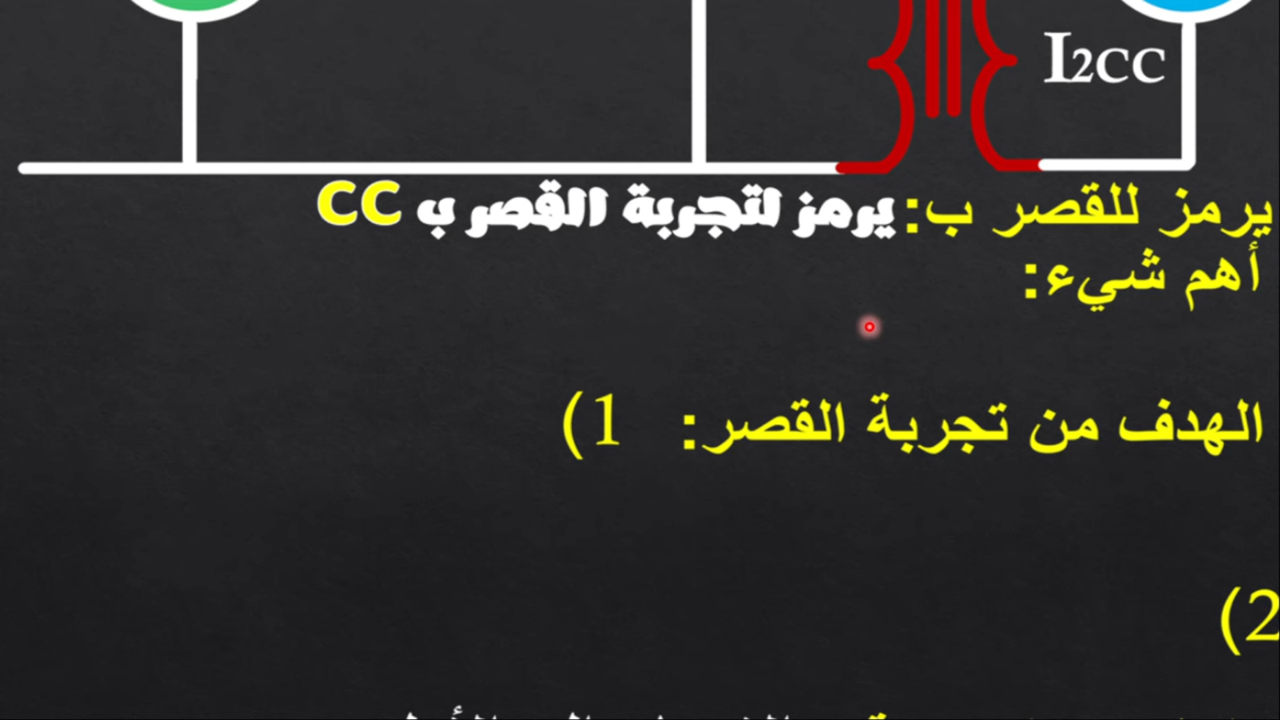 I2CC
يرمز للقصر ب: يرمز لتجربة القصر ب CC
أهم شيء:
الهدف من تجربة القصر: 1)
2)